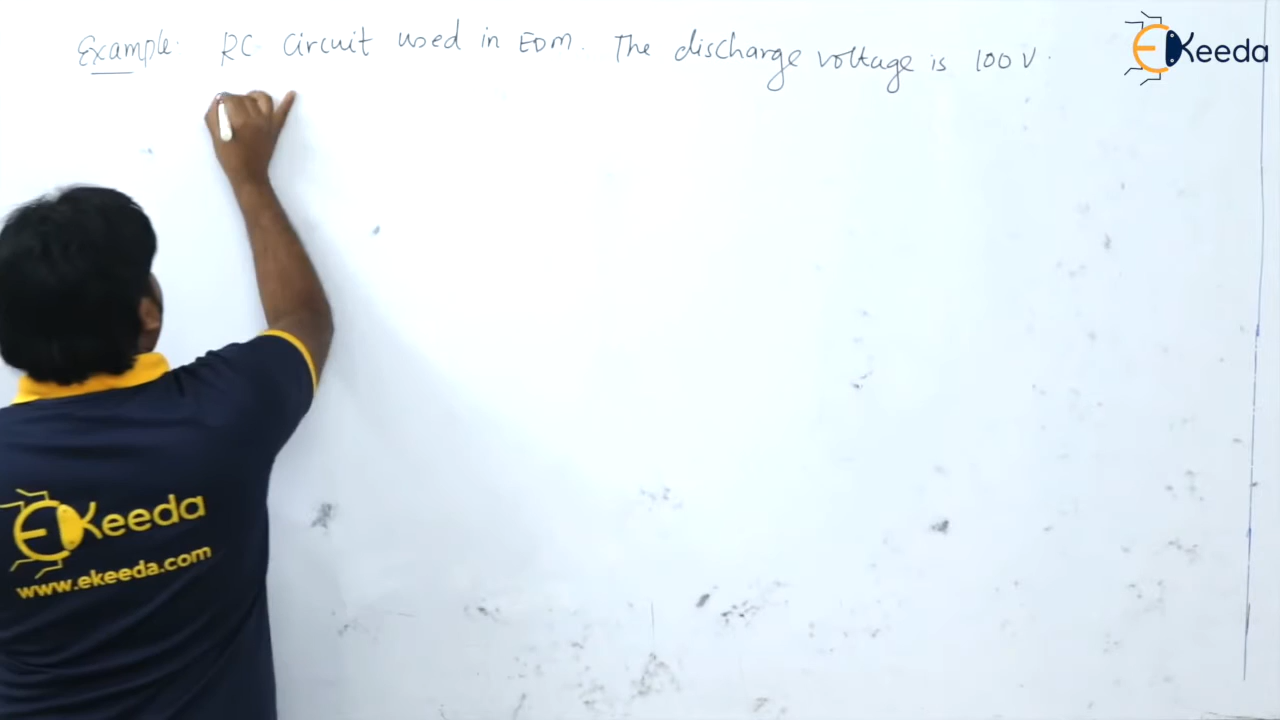 Example. RC Circuit used in EDM. The discharge voltage is 100 V.
EKeeda
EKeeda
www.ekeeda.com